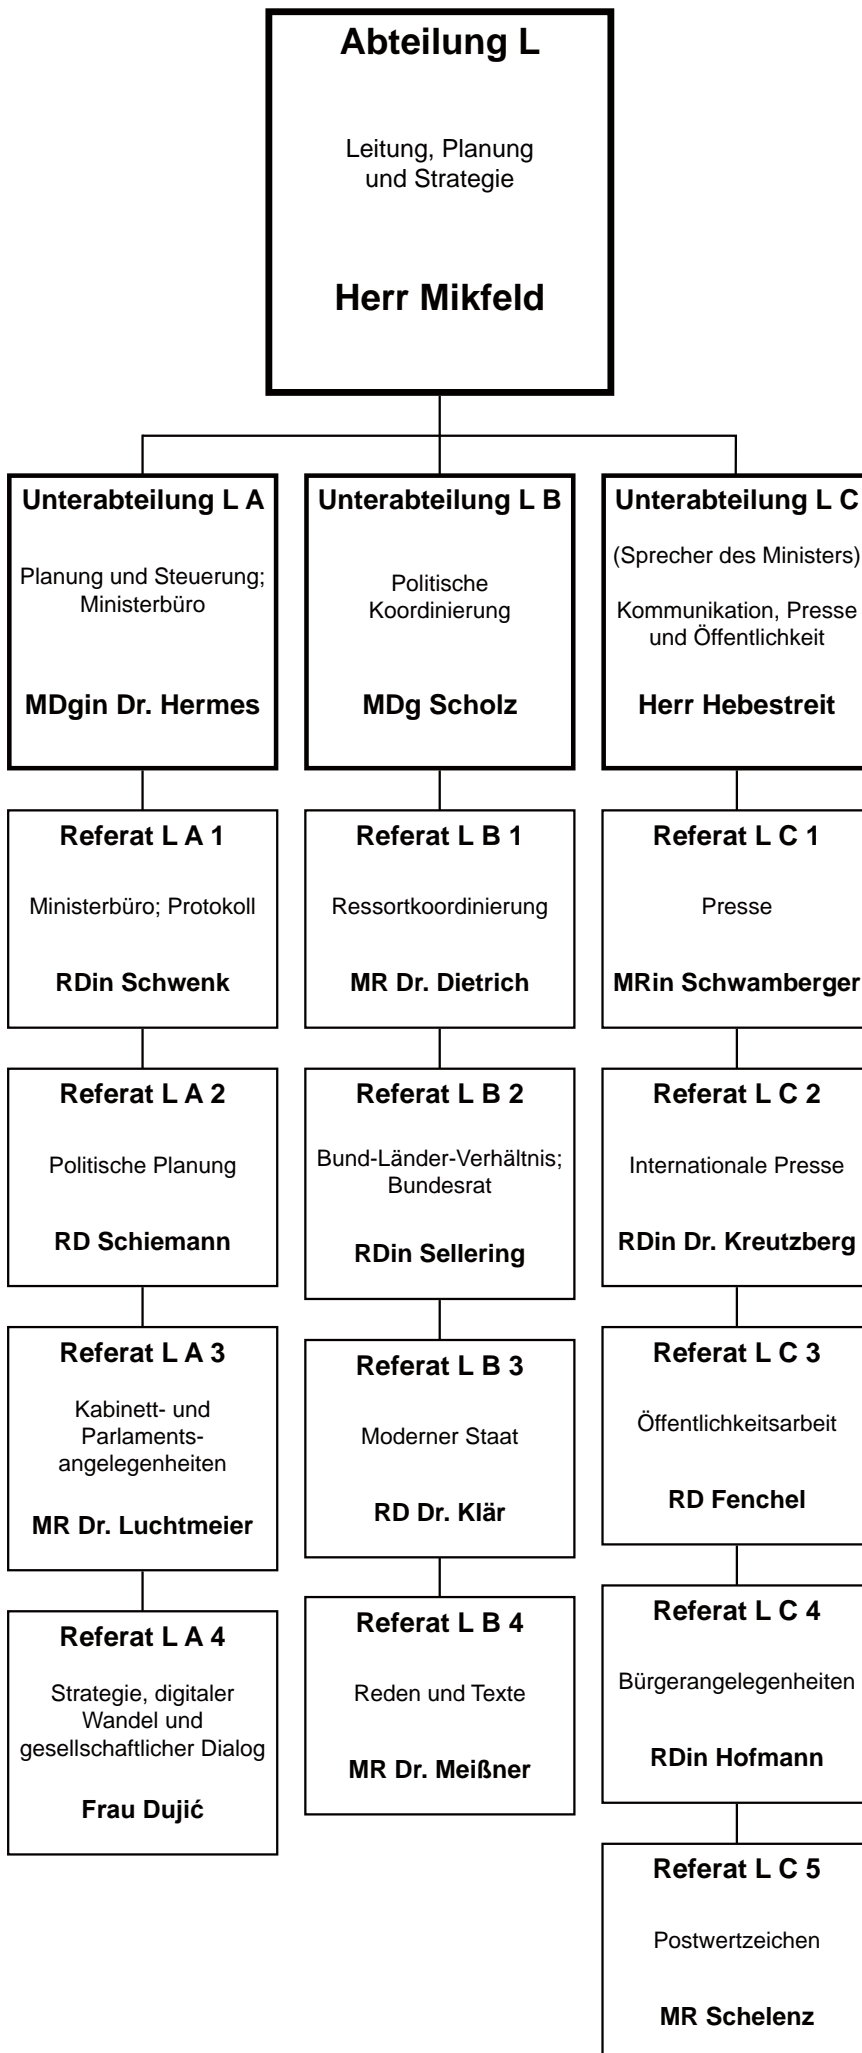 Abteilung L
Leitung, Planung
und Strategie
Herr Mikfeld
Unterabteilung L A
Planung und Steuerung;
Ministerbüro
MDgin Dr. Hermes
Unterabteilung L B
Politische
Koordinierung
MDg Scholz
Unterabteilung L C
(Sprecher des Ministers)
Kommunikation, Presse
und Öffentlichkeit
Herr Hebestreit
Referat L A 1
Ministerbüro; Protokoll
RDin Schwenk
Referat L B 1
Ressortkoordinierung
MR Dr. Dietrich
Referat L C 1
Presse
MRin Schwamberger
Referat L A 2
Politische Planung
RD Schiemann
Referat L B 2
Bund-Länder-Verhältnis;
Bundesrat
RDin Sellering
Referat L C 2
Internationale Presse
RDin Dr. Kreutzberg
Referat L A 3
Kabinett- und
Parlaments-
angelegenheiten
MR Dr. Luchtmeier
Referat L B 3
Moderner Staat
RD Dr. Klär
Referat L C 3
Öffentlichkeitsarbeit
RD Fenchel
Referat L A 4
Strategie, digitaler
Wandel und
gesellschaftlicher Dialog
Frau Dujić
Referat L B 4
Reden und Texte
MR Dr. Meißner
Referat L C 4
Bürgerangelegenheiten
RDin Hofmann
Referat L C 5
Postwertzeichen
MR Schelenz